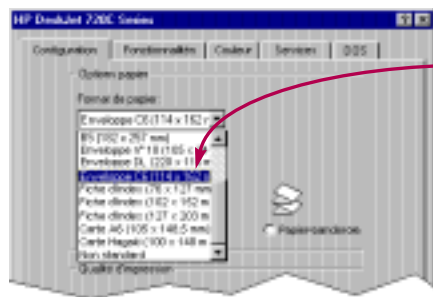 HP DeskJet 720C Series
Configuration Fonctionnalités Couleur Services DOS
Options papier
Format de papier:
Enveloppe C6 (114 x 162
B5 (182 x 257 mm)
Enveloppe n° 10 (105 x
Enveloppe DL (220 x 11
Enveloppe C6 (114 x 162
Fiche d'index (76 x 127 mm
Fiche d'index (102 x 152 m
Fiche d'index (127 x 203 m
Carte A6 (105 x 148,5 mm)
Carte Hagaki (100 x 148 m
Non standard
Papier-banderole
Qualité d'impression